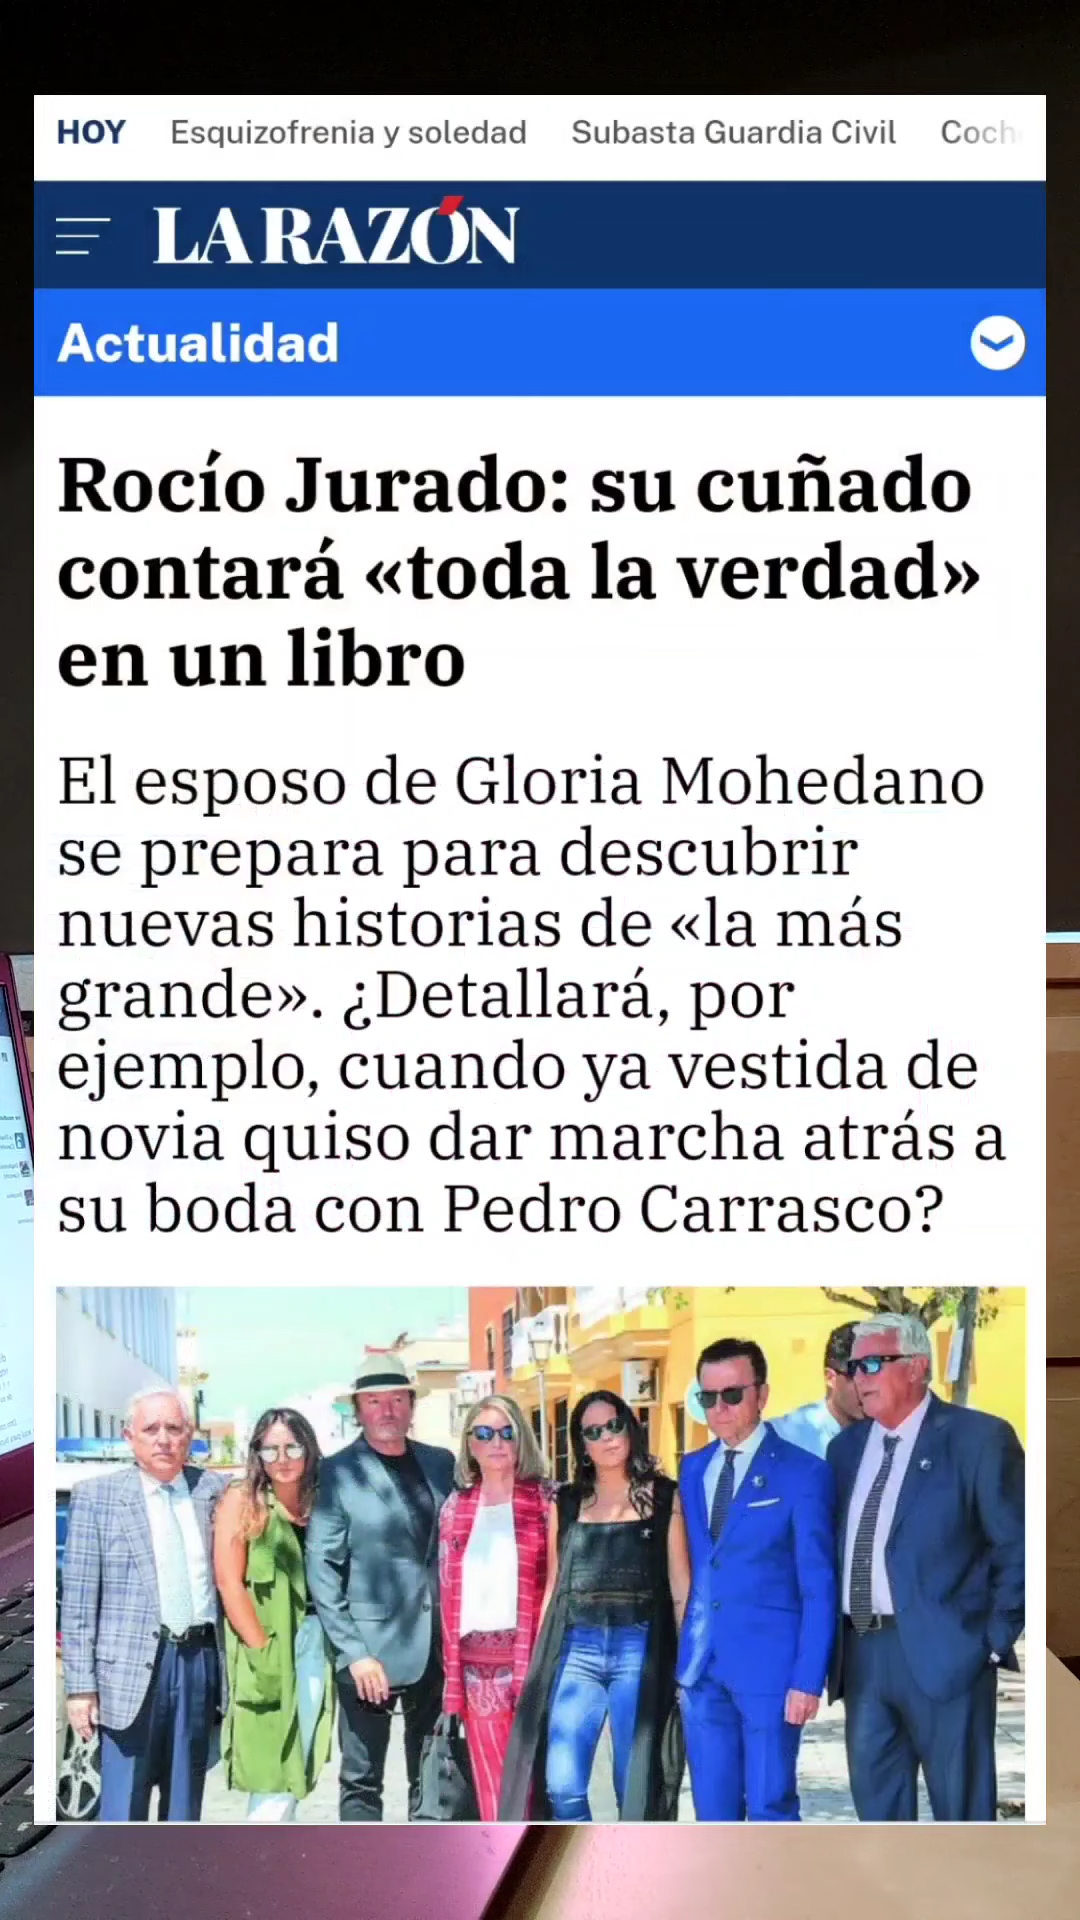 HOY Esquizofrenia y soledad Subasta Guardia Civil Coch
LA RAZÓN
Actualidad
Rocío Jurado: su cuñado
contará «toda la verdad»
en un libro
El esposo de Gloria Mohedano
se prepara para descubrir
nuevas historias de «la más
grande». ¿Detallará, por
ejemplo, cuando ya vestida de
novia quiso dar marcha atrás a
su boda con Pedro Carrasco?